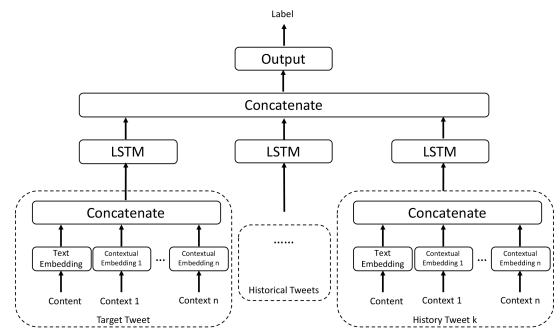 Label
Output
Concatenate
LSTM LSTM LSTM
Concatenate Concatenate
Text Embedding Contextual Embedding 1 ... Contextual Embedding n ...... Text Embedding Contextual Embedding 1 ... Contextual Embedding n
Content Context 1 Context n Historical Tweets Content Context 1 Context n
Target Tweet History Tweet k